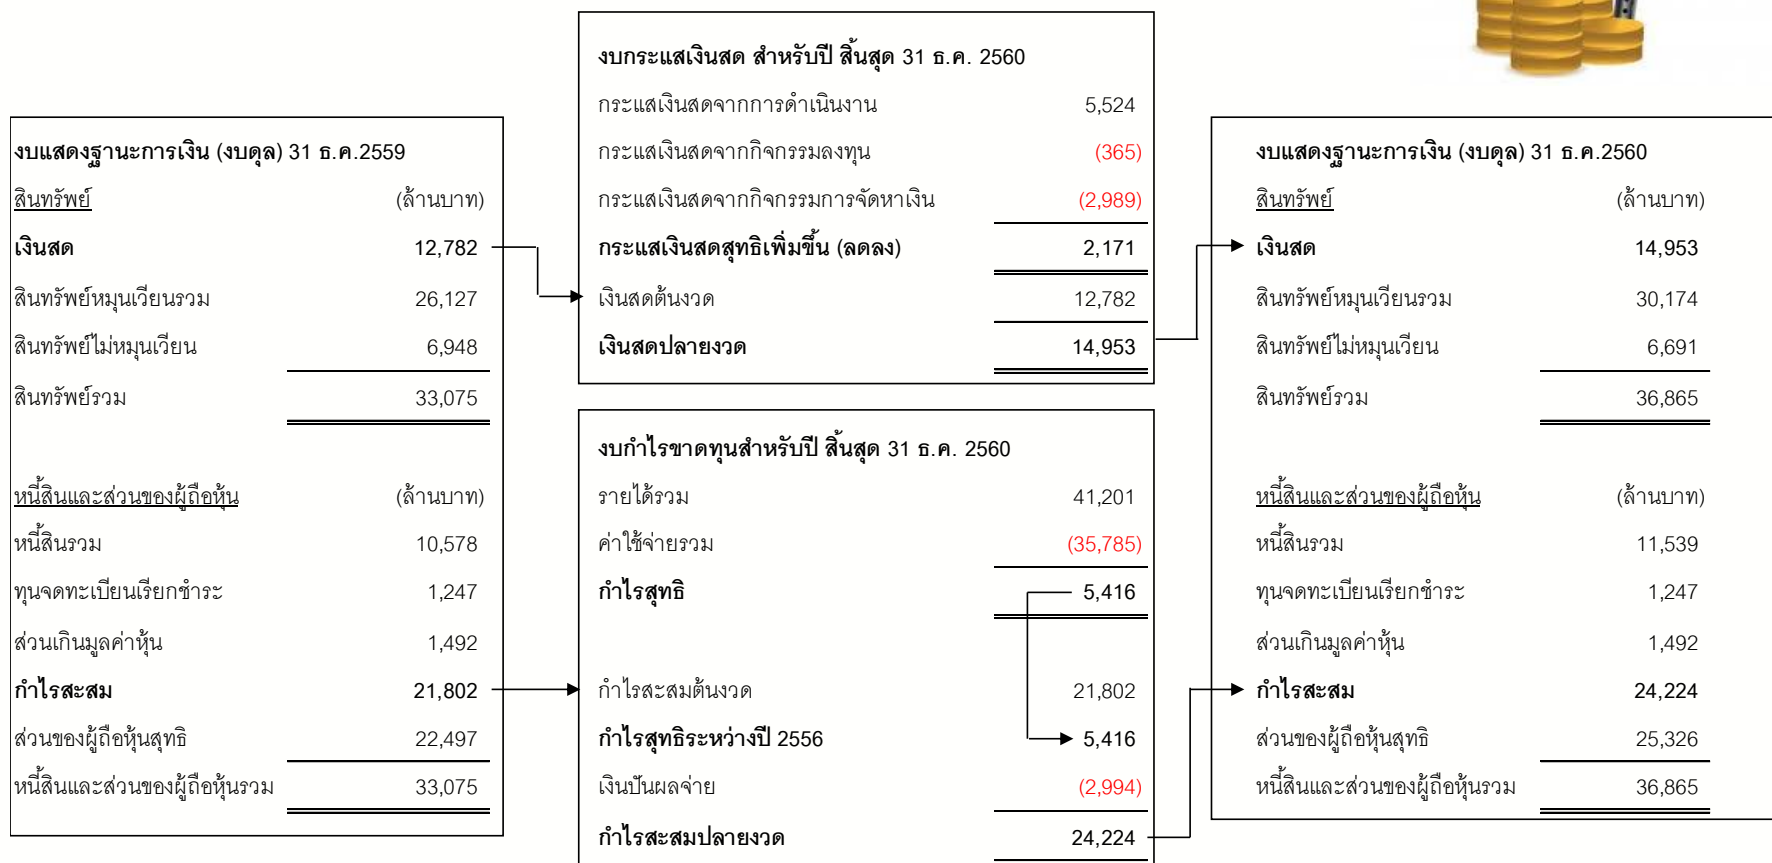 งบกระแสเงินสด สำหรับปี สิ้นสุด 31 ธ.ค. 2560
กระแสเงินสดจากการดำเนินงาน 5,524
กระแสเงินสดจากกิจกรรมลงทุน (365)
กระแสเงินสดจากกิจกรรมการจัดหาเงิน (2,989)
กระแสเงินสดสุทธิเพิ่มขึ้น (ลดลง) 2,171
เงินสดต้นงวด 12,782
เงินสดปลายงวด 14,953
งบแสดงฐานะการเงิน (งบดุล) 31 ธ.ค.2559
สินทรัพย์ (ล้านบาท)
เงินสด 12,782
สินทรัพย์หมุนเวียนรวม 26,127
สินทรัพย์ไม่หมุนเวียน 6,948
สินทรัพย์รวม 33,075
หนี้สินและส่วนของผู้ถือหุ้น (ล้านบาท)
หนี้สินรวม 10,578
ทุนจดทะเบียนเรียกชำระ 1,247
ส่วนเกินมูลค่าหุ้น 1,492
กำไรสะสม 21,802
ส่วนของผู้ถือหุ้นสุทธิ 22,497
หนี้สินและส่วนของผู้ถือหุ้นรวม 33,075
งบกำไรขาดทุนสำหรับปี สิ้นสุด 31 ธ.ค. 2560
รายได้รวม 41,201
ค่าใช้จ่ายรวม (35,785)
กำไรสุทธิ 5,416
กำไรสะสมต้นงวด 21,802
กำไรสุทธิระหว่างปี 2556 5,416
เงินปันผลจ่าย (2,994)
กำไรสะสมปลายงวด 24,224
งบแสดงฐานะการเงิน (งบดุล) 31 ธ.ค.2560
สินทรัพย์ (ล้านบาท)
เงินสด 14,953
สินทรัพย์หมุนเวียนรวม 30,174
สินทรัพย์ไม่หมุนเวียน 6,691
สินทรัพย์รวม 36,865
หนี้สินและส่วนของผู้ถือหุ้น (ล้านบาท)
หนี้สินรวม 11,539
ทุนจดทะเบียนเรียกชำระ 1,247
ส่วนเกินมูลค่าหุ้น 1,492
กำไรสะสม 24,224
ส่วนของผู้ถือหุ้นสุทธิ 25,326
หนี้สินและส่วนของผู้ถือหุ้นรวม 36,865